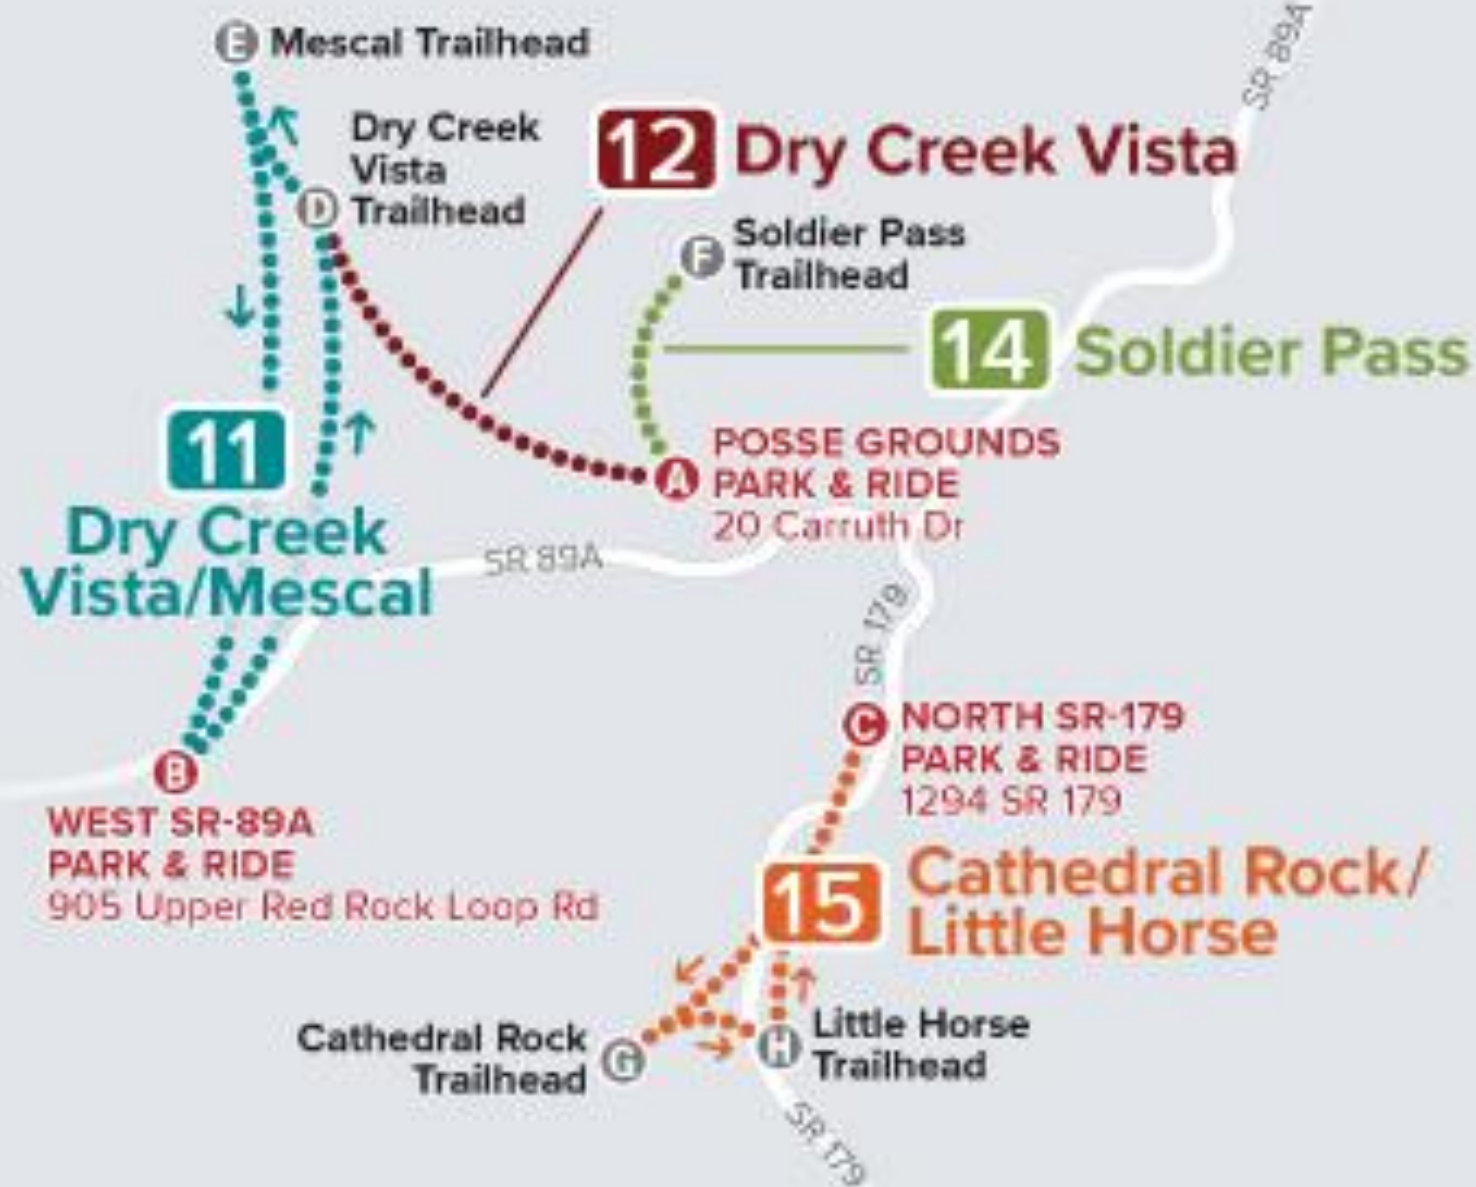 E Mescal Trailhead
SR 89A
Dry Creek
Vista
Trailhead
D
12 Dry Creek Vista
F
Soldier Pass
Trailhead
14 Soldier Pass
11
Dry Creek
Vista/Mescal
A
POSSE GROUNDS
PARK & RIDE
20 Carruth Dr
SR 89A
SR 179
B
WEST SR-89A
PARK & RIDE
905 Upper Red Rock Loop Rd
C
NORTH SR-179
PARK & RIDE
1294 SR 179
15
Cathedral Rock/
Little Horse
Cathedral Rock
Trailhead
G
H
Little Horse
Trailhead
SR 179